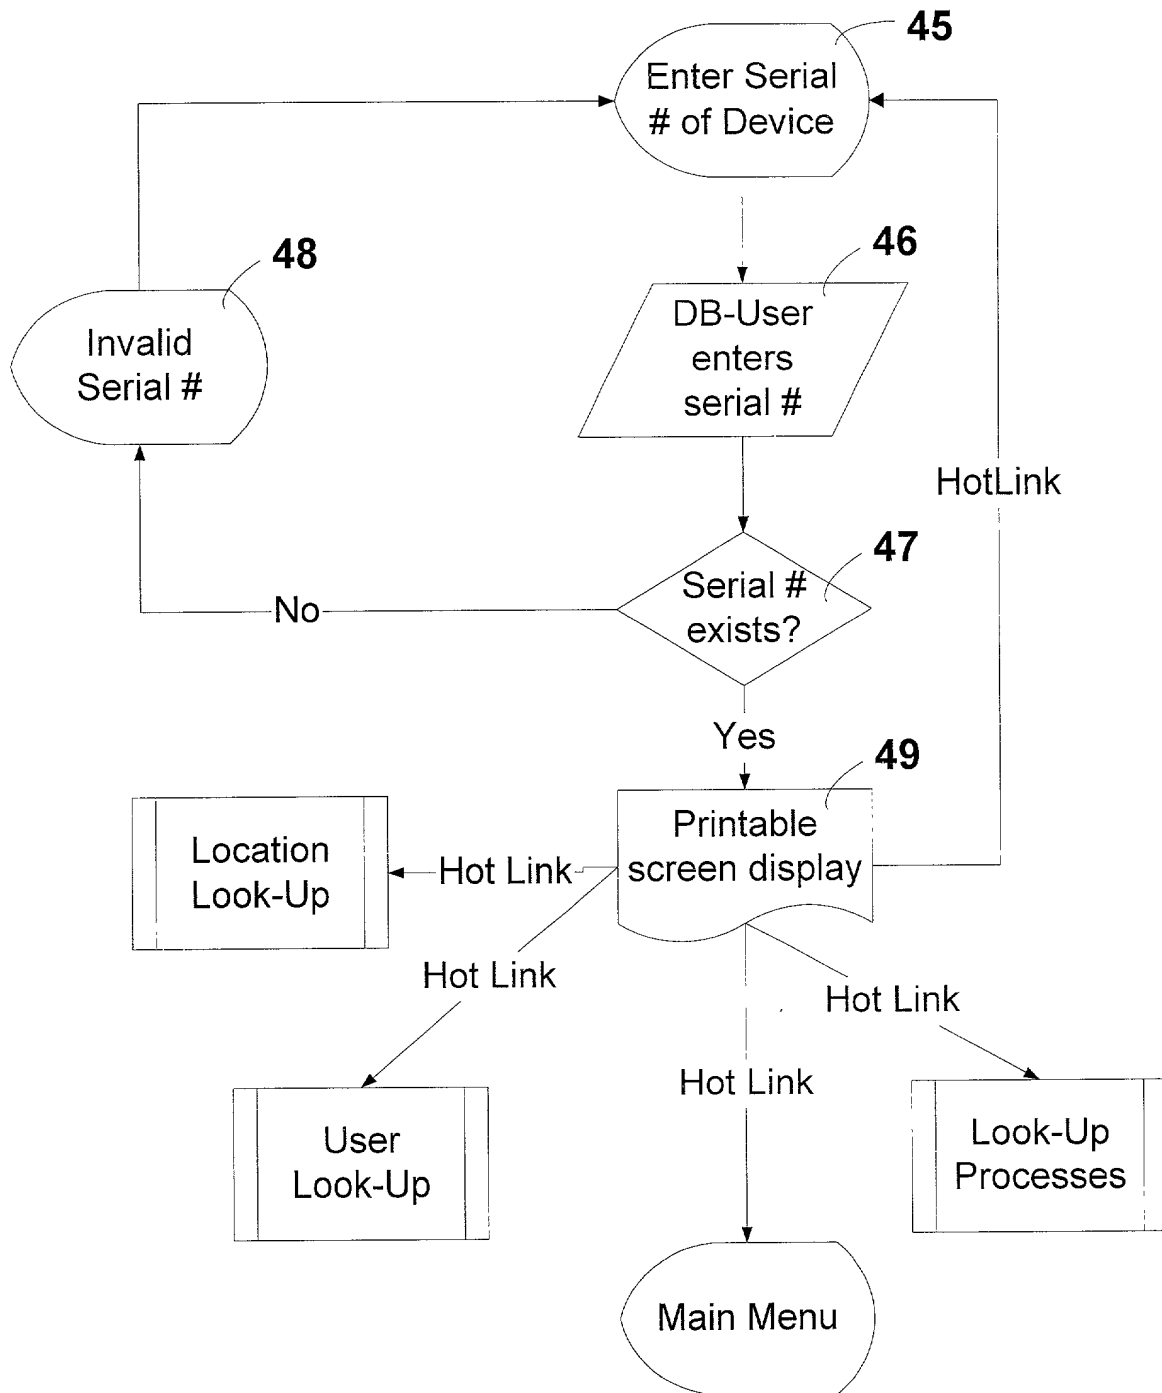 45
Enter Serial
# of Device
46
DB-User
enters
serial #
48
Invalid
Serial #
HotLink
47
Serial #
exists?
No
Yes
49
Printable
screen display
Location
Look-Up
Hot Link
Hot Link
Hot Link
Hot Link
User
Look-Up
Look-Up
Processes
Main Menu